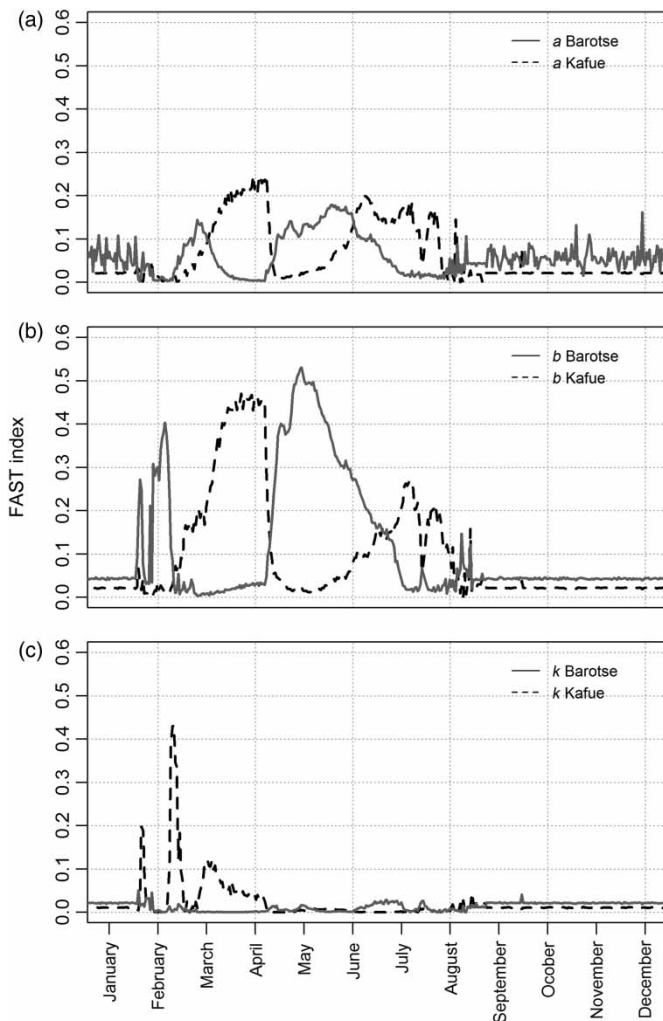 (a)
0.6
0.5
0.4
0.3
0.2
0.1
0.0
a Barotse
a Kafue
(b)
0.6
0.5
0.4
0.3
0.2
0.1
0.0
b Barotse
b Kafue
FAST index
(c)
0.6
0.5
0.4
0.3
0.2
0.1
0.0
k Barotse
k Kafue
January
February
March
April
May
June
July
August
September
Ocober
November
December